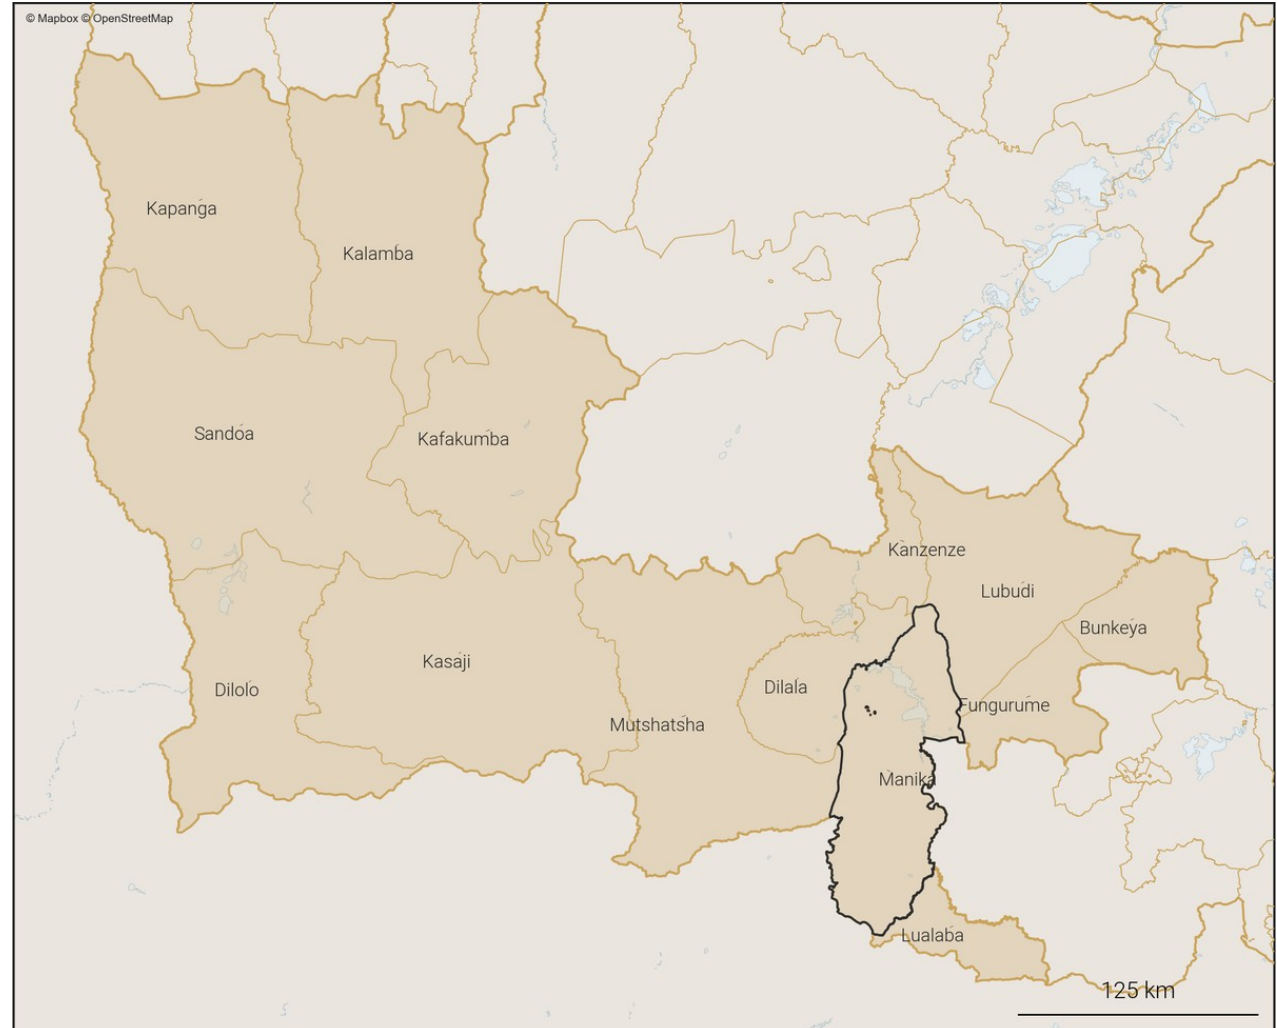 © Mapbox © OpenStreetMap
Kapanga
Kalamba
Sandoa
Kafakumba
Kanzenze
Lubudi
Bunkeya
Kasaji
Dilolo
Dilala
Fungurume
Mutshatsha
Manika
Lualaba
125 km